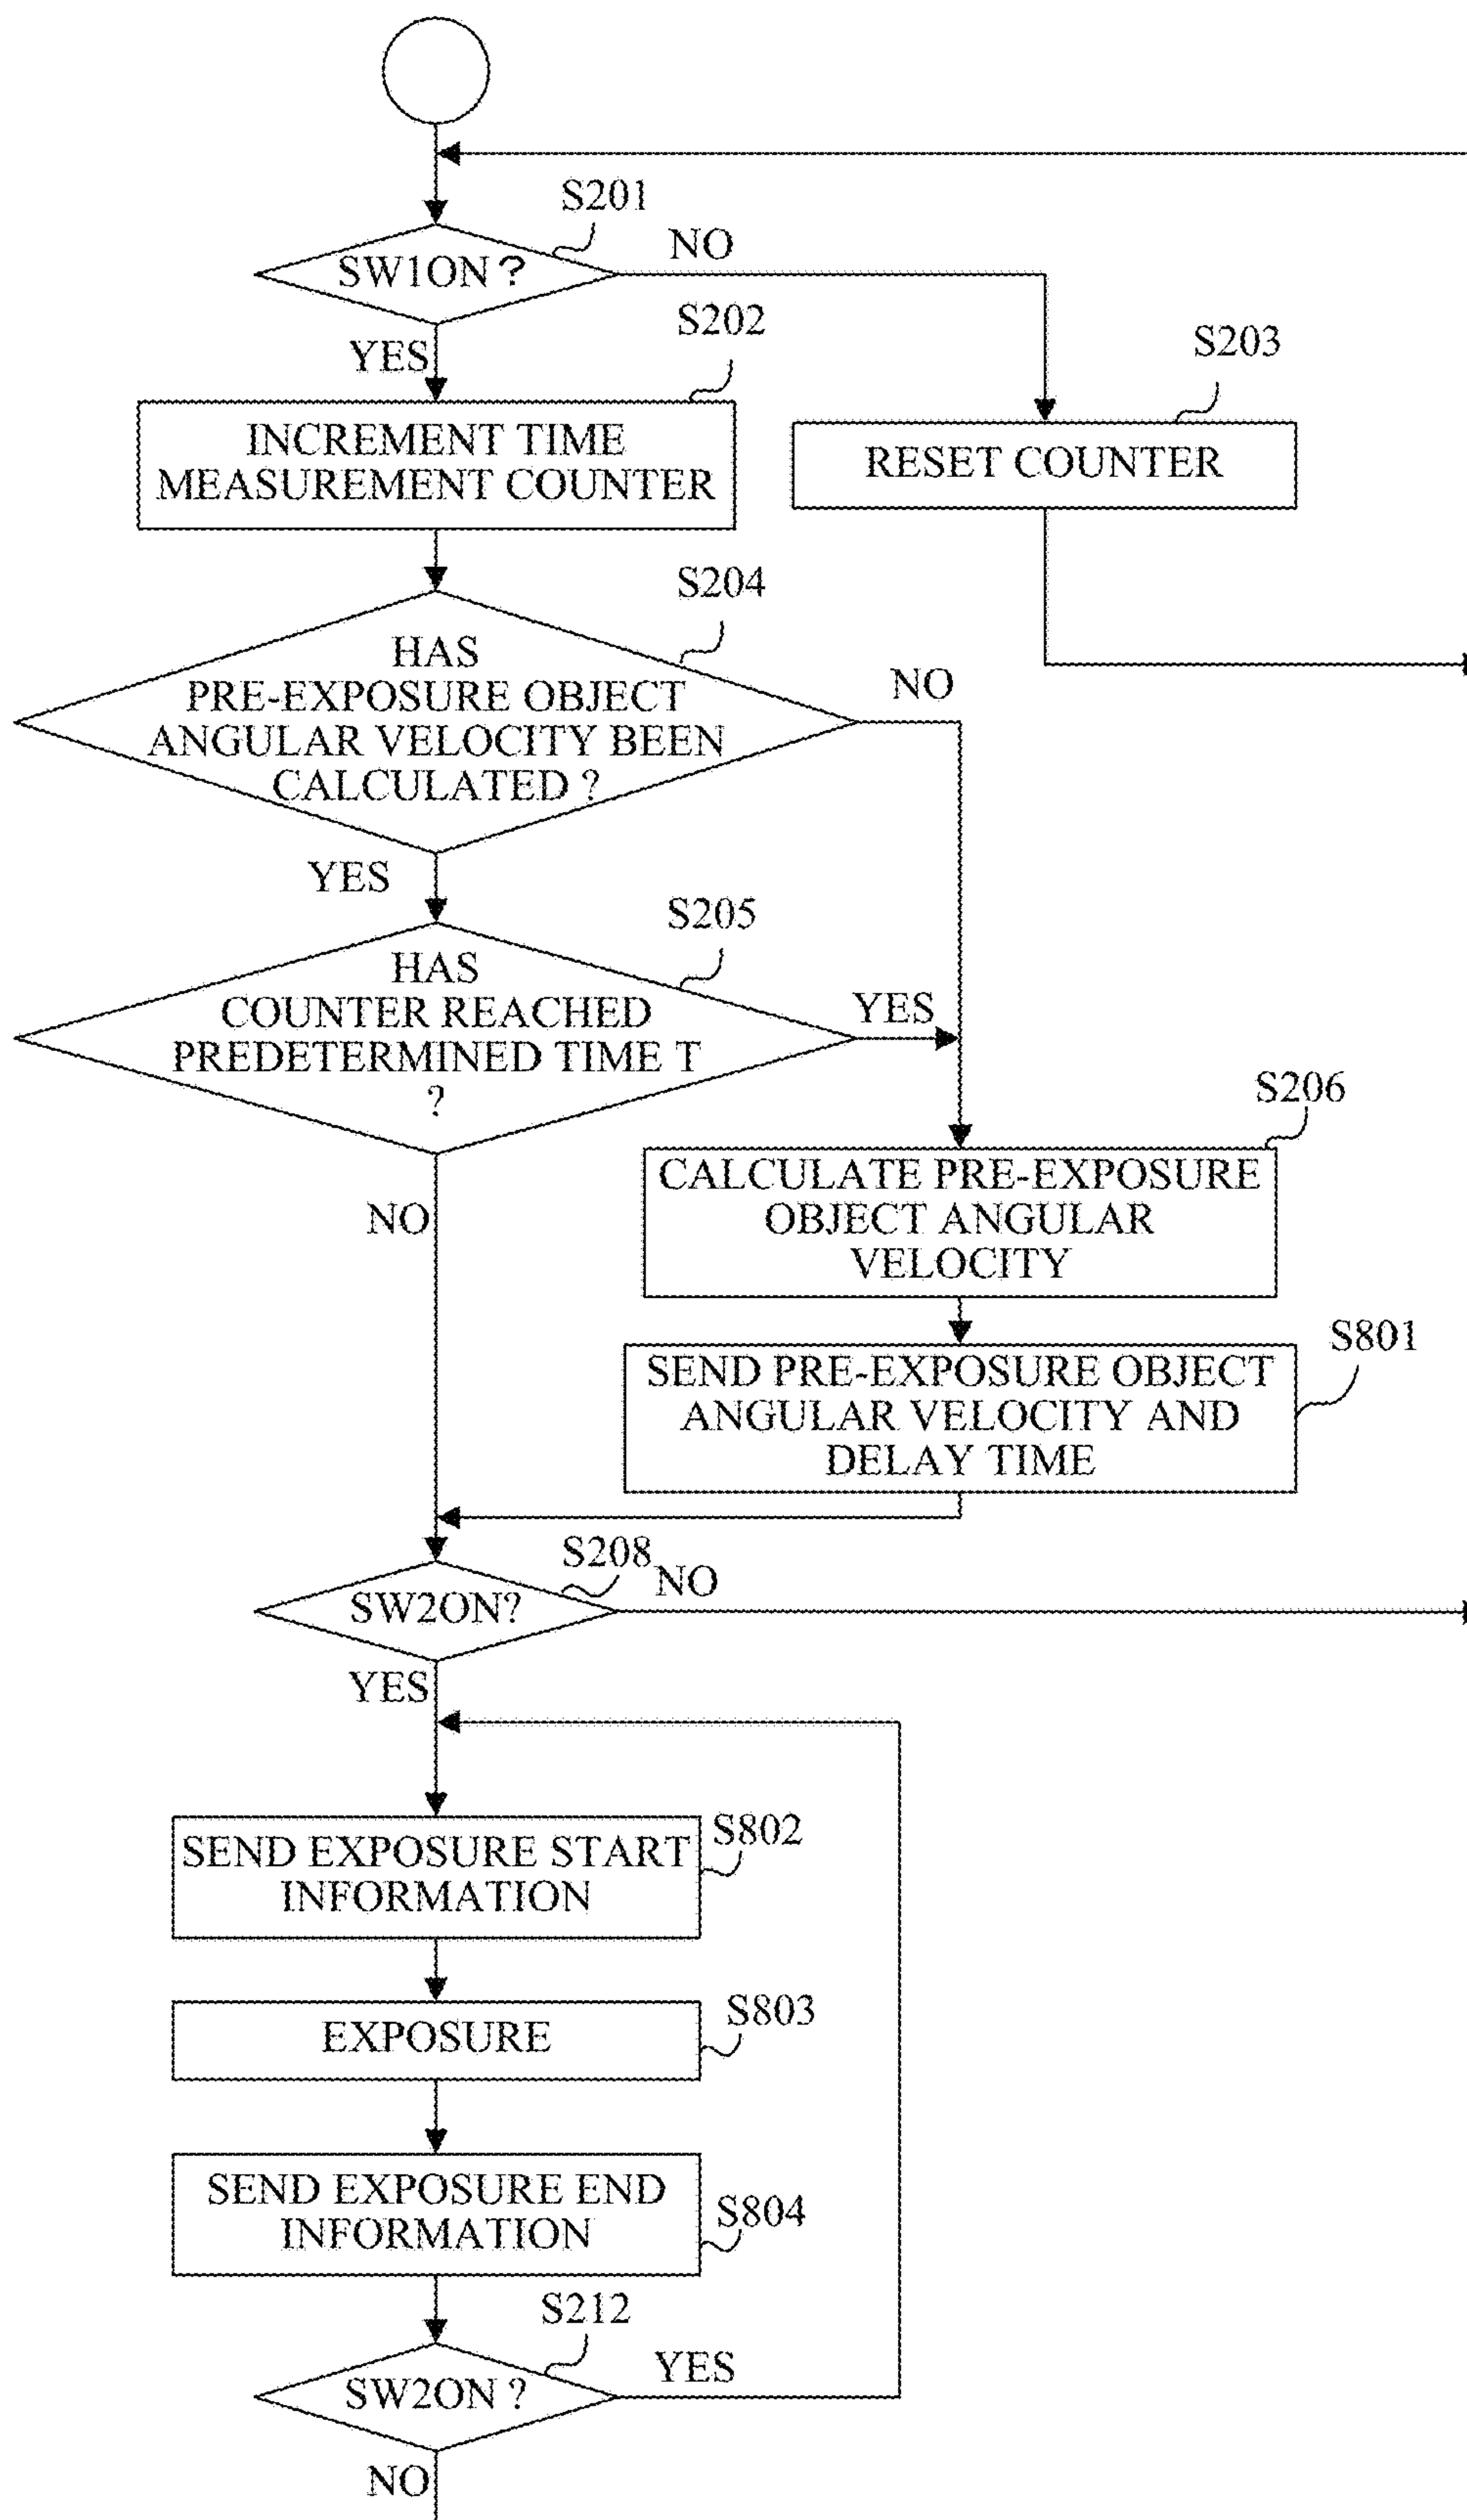 S201
SW1ON?
NO
YES
S202
INCREMENT TIME
MEASUREMENT COUNTER
S203
RESET COUNTER
S204
HAS
PRE-EXPOSURE OBJECT
ANGULAR VELOCITY BEEN
CALCULATED ?
NO
YES
S205
HAS
COUNTER REACHED
PREDETERMINED TIME T
?
YES
NO
S206
CALCULATE PRE-EXPOSURE
OBJECT ANGULAR
VELOCITY
S801
SEND PRE-EXPOSURE OBJECT
ANGULAR VELOCITY AND
DELAY TIME
S208
SW2ON?
NO
YES
S802
SEND EXPOSURE START
INFORMATION
S803
EXPOSURE
S804
SEND EXPOSURE END
INFORMATION
S212
SW2ON ?
YES
NO